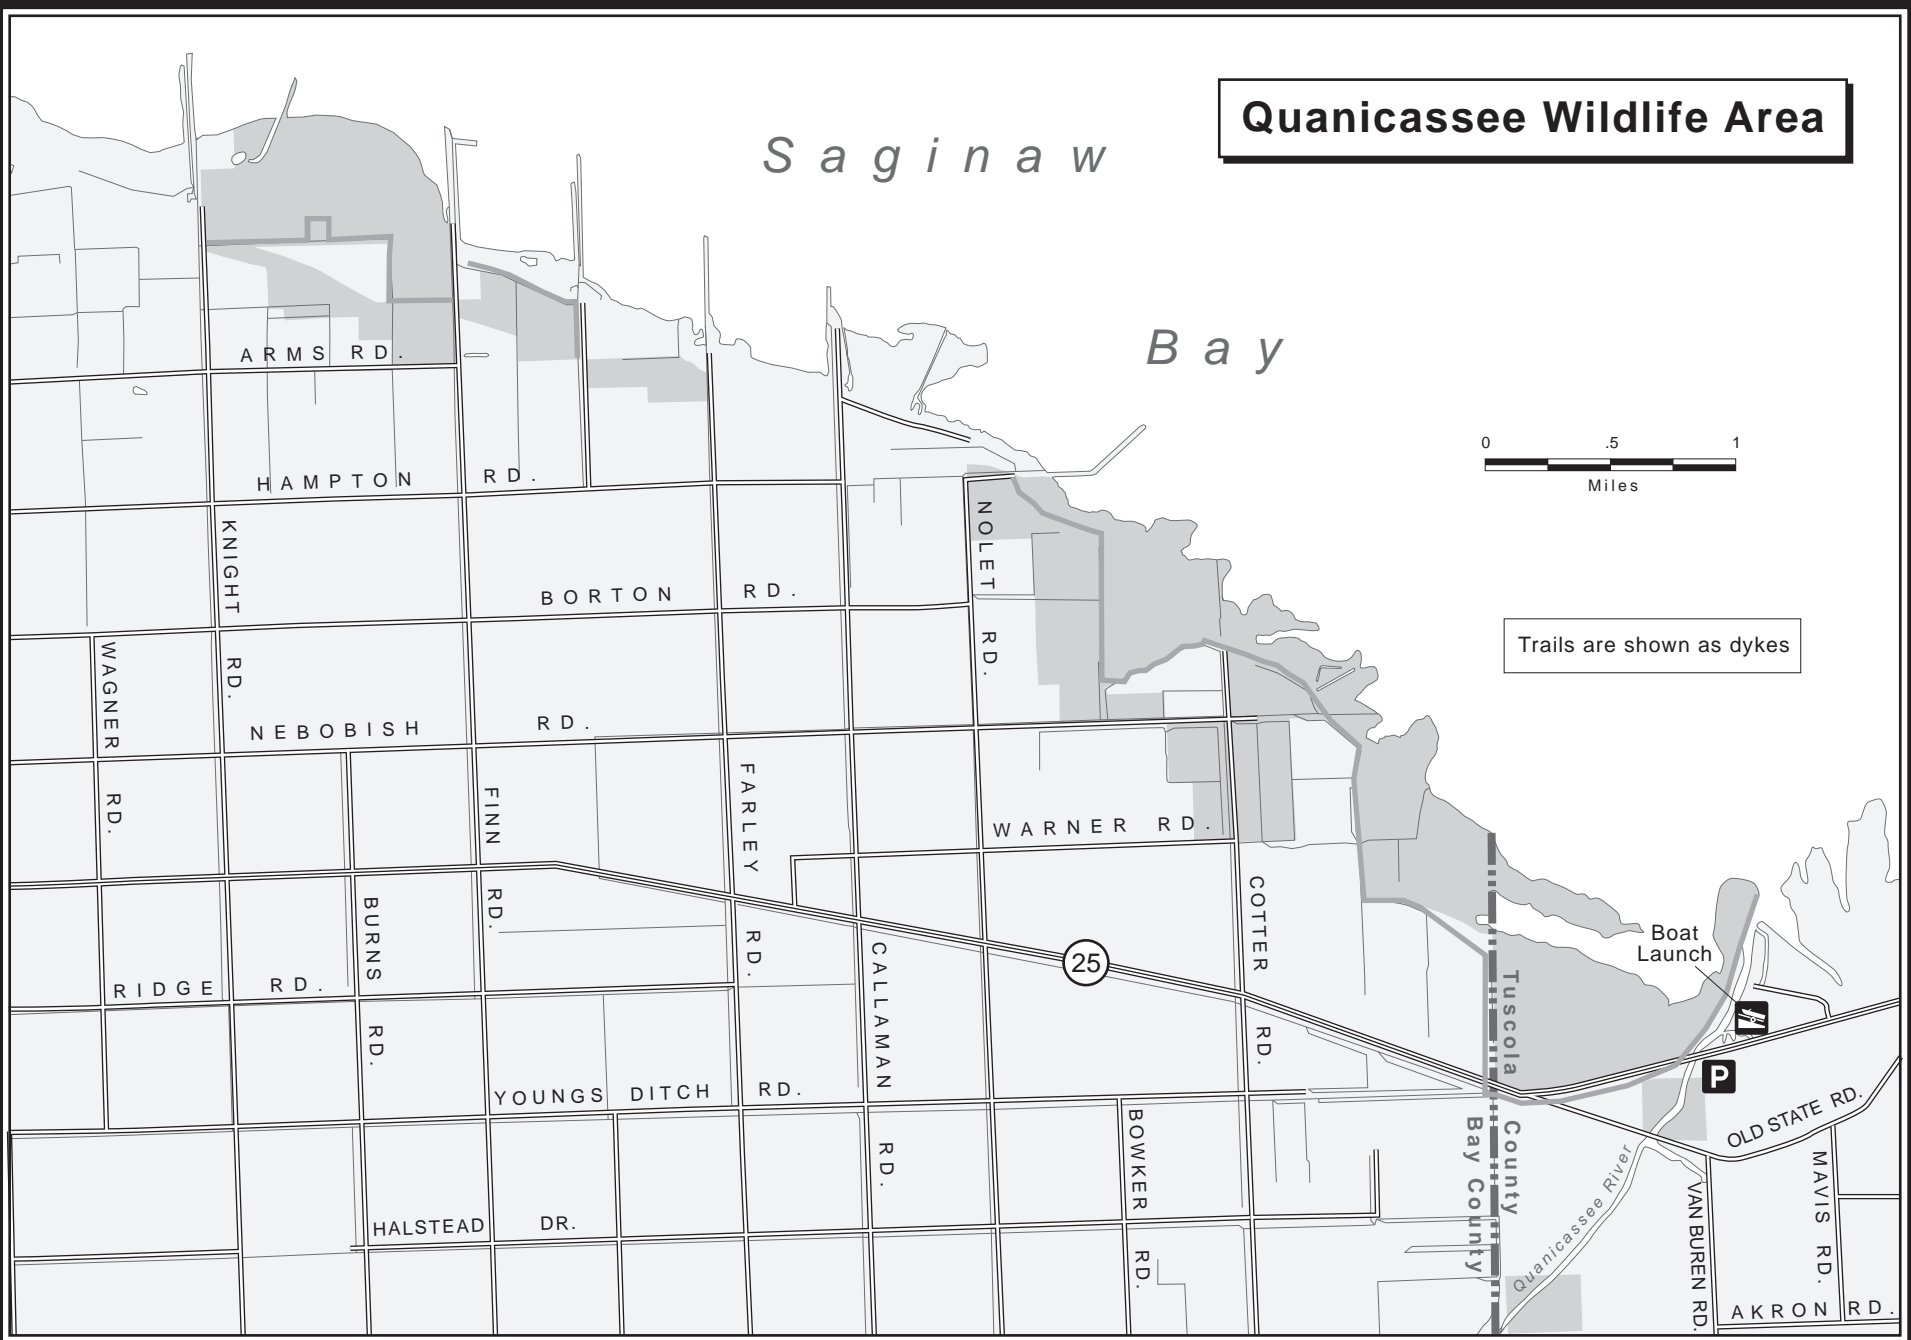 Quanicassee Wildlife Area
Saginaw
Bay
0 .5 1
Miles
Trails are shown as dykes
ARMS RD.
HAMPTON RD.
KNIGHT RD.
NOLET RD.
BORTON RD.
WAGNER RD.
NEBOBISH RD.
FINN RD.
FARLEY RD.
WARNER RD.
BURNS RD.
COTTER RD.
CALLAMAN RD.
25
RIDGE RD.
Boat
Launch
P
Tuscola County
Bay County
YOUNGS DITCH RD.
BOWKER RD.
OLD STATE RD.
MAVIS RD.
VAN BUREN RD.
Quanicassee River
HALSTEAD DR.
AKRON RD.